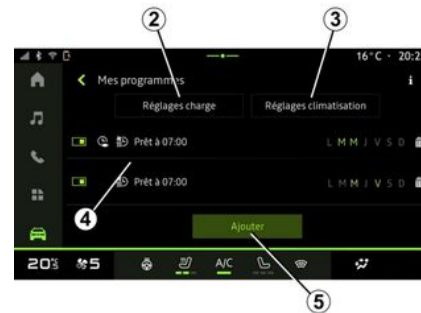 2 3
16°C · 20:2
Mes programmes i
Réglages charge Réglages climatisation
Prêt à 07:00 L M M J V S D
Prêt à 07:00 L M M J V S D
4
Ajouter
5 A/C
5